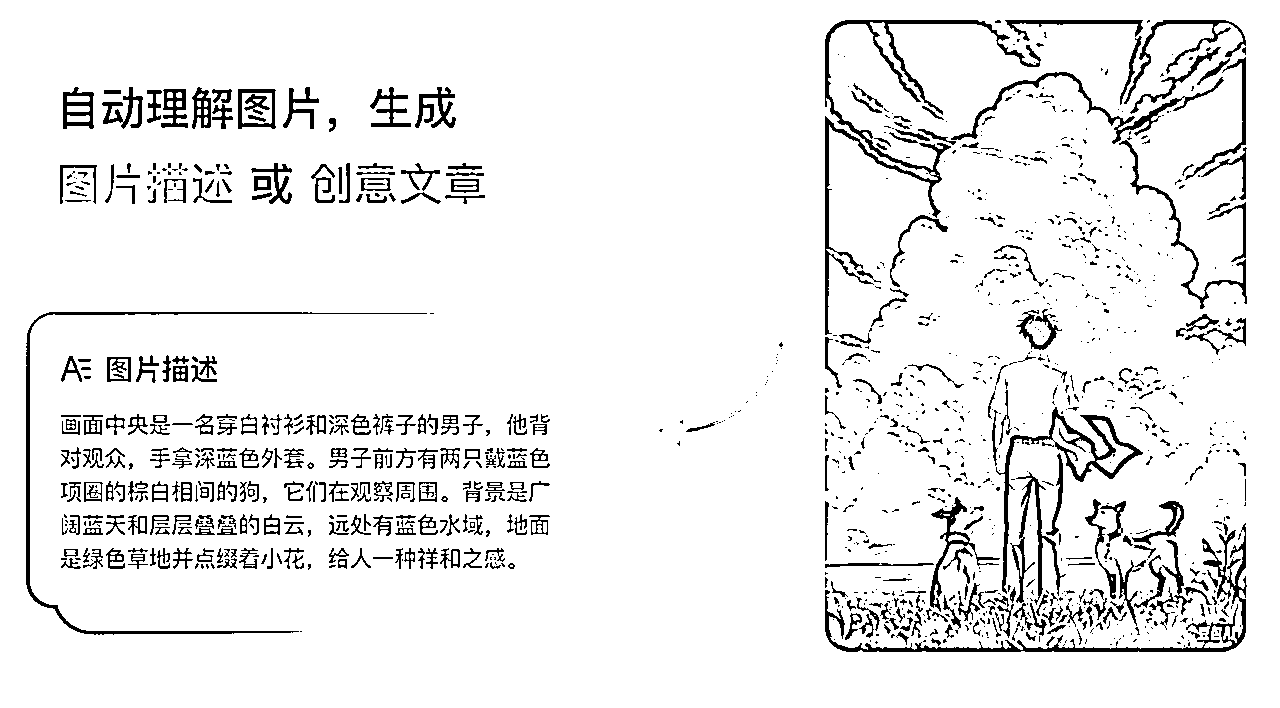 自动理解图片，生成
图片描述 或 创意文章
图片描述
画面中央是一名穿白衬衫和深色裤子的男子，他背
对观众，手拿深蓝色外套。男子前方有两只戴蓝色
项圈的棕白相间的狗，它们在观察周围。背景是广
阔蓝天和层层叠叠的白云，远处有蓝色水域，地面
是绿色草地并点缀着小花，给人一种祥和之感。